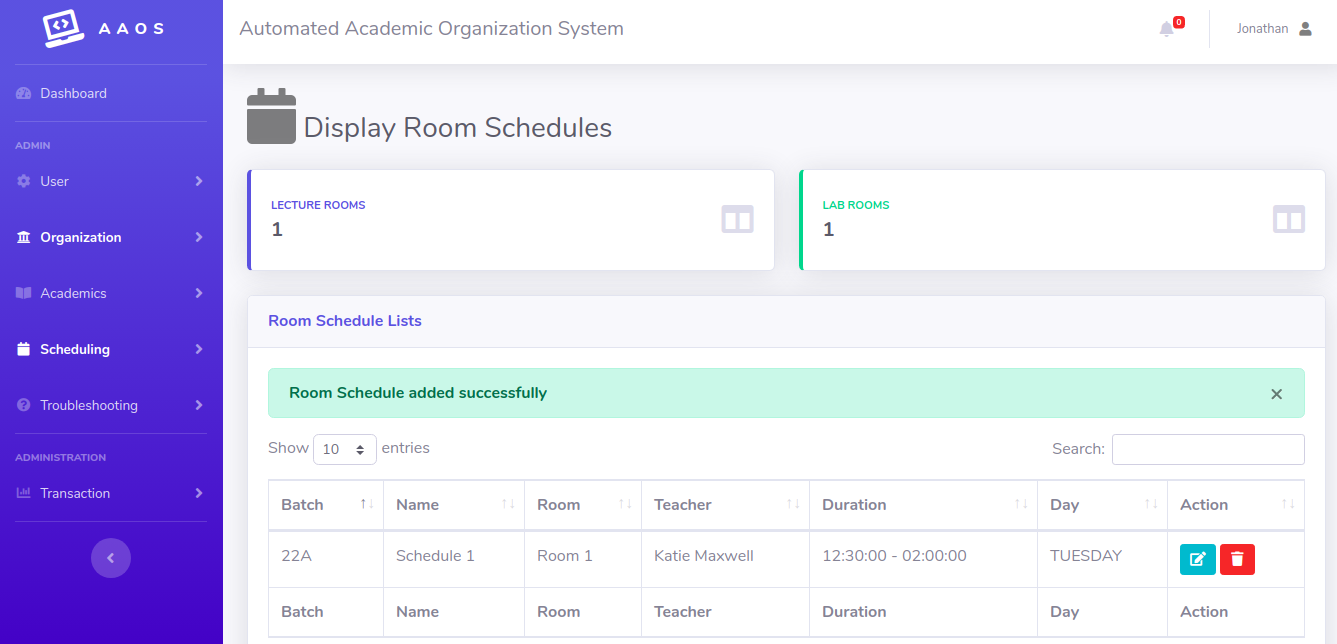 AAOS
Automated Academic Organization System
0
Jonathan
Dashboard
ADMIN
User
Organization
Academics
Scheduling
Troubleshooting
ADMINISTRATION
Transaction
Display Room Schedules
LECTURE ROOMS
1
LAB ROOMS
1
Room Schedule Lists
Room Schedule added successfully ×
Show 10 entries Search:
Batch Name Room Teacher Duration Day Action
22A Schedule 1 Room 1 Katie Maxwell 12:30:00 - 02:00:00 TUESDAY
Batch Name Room Teacher Duration Day Action